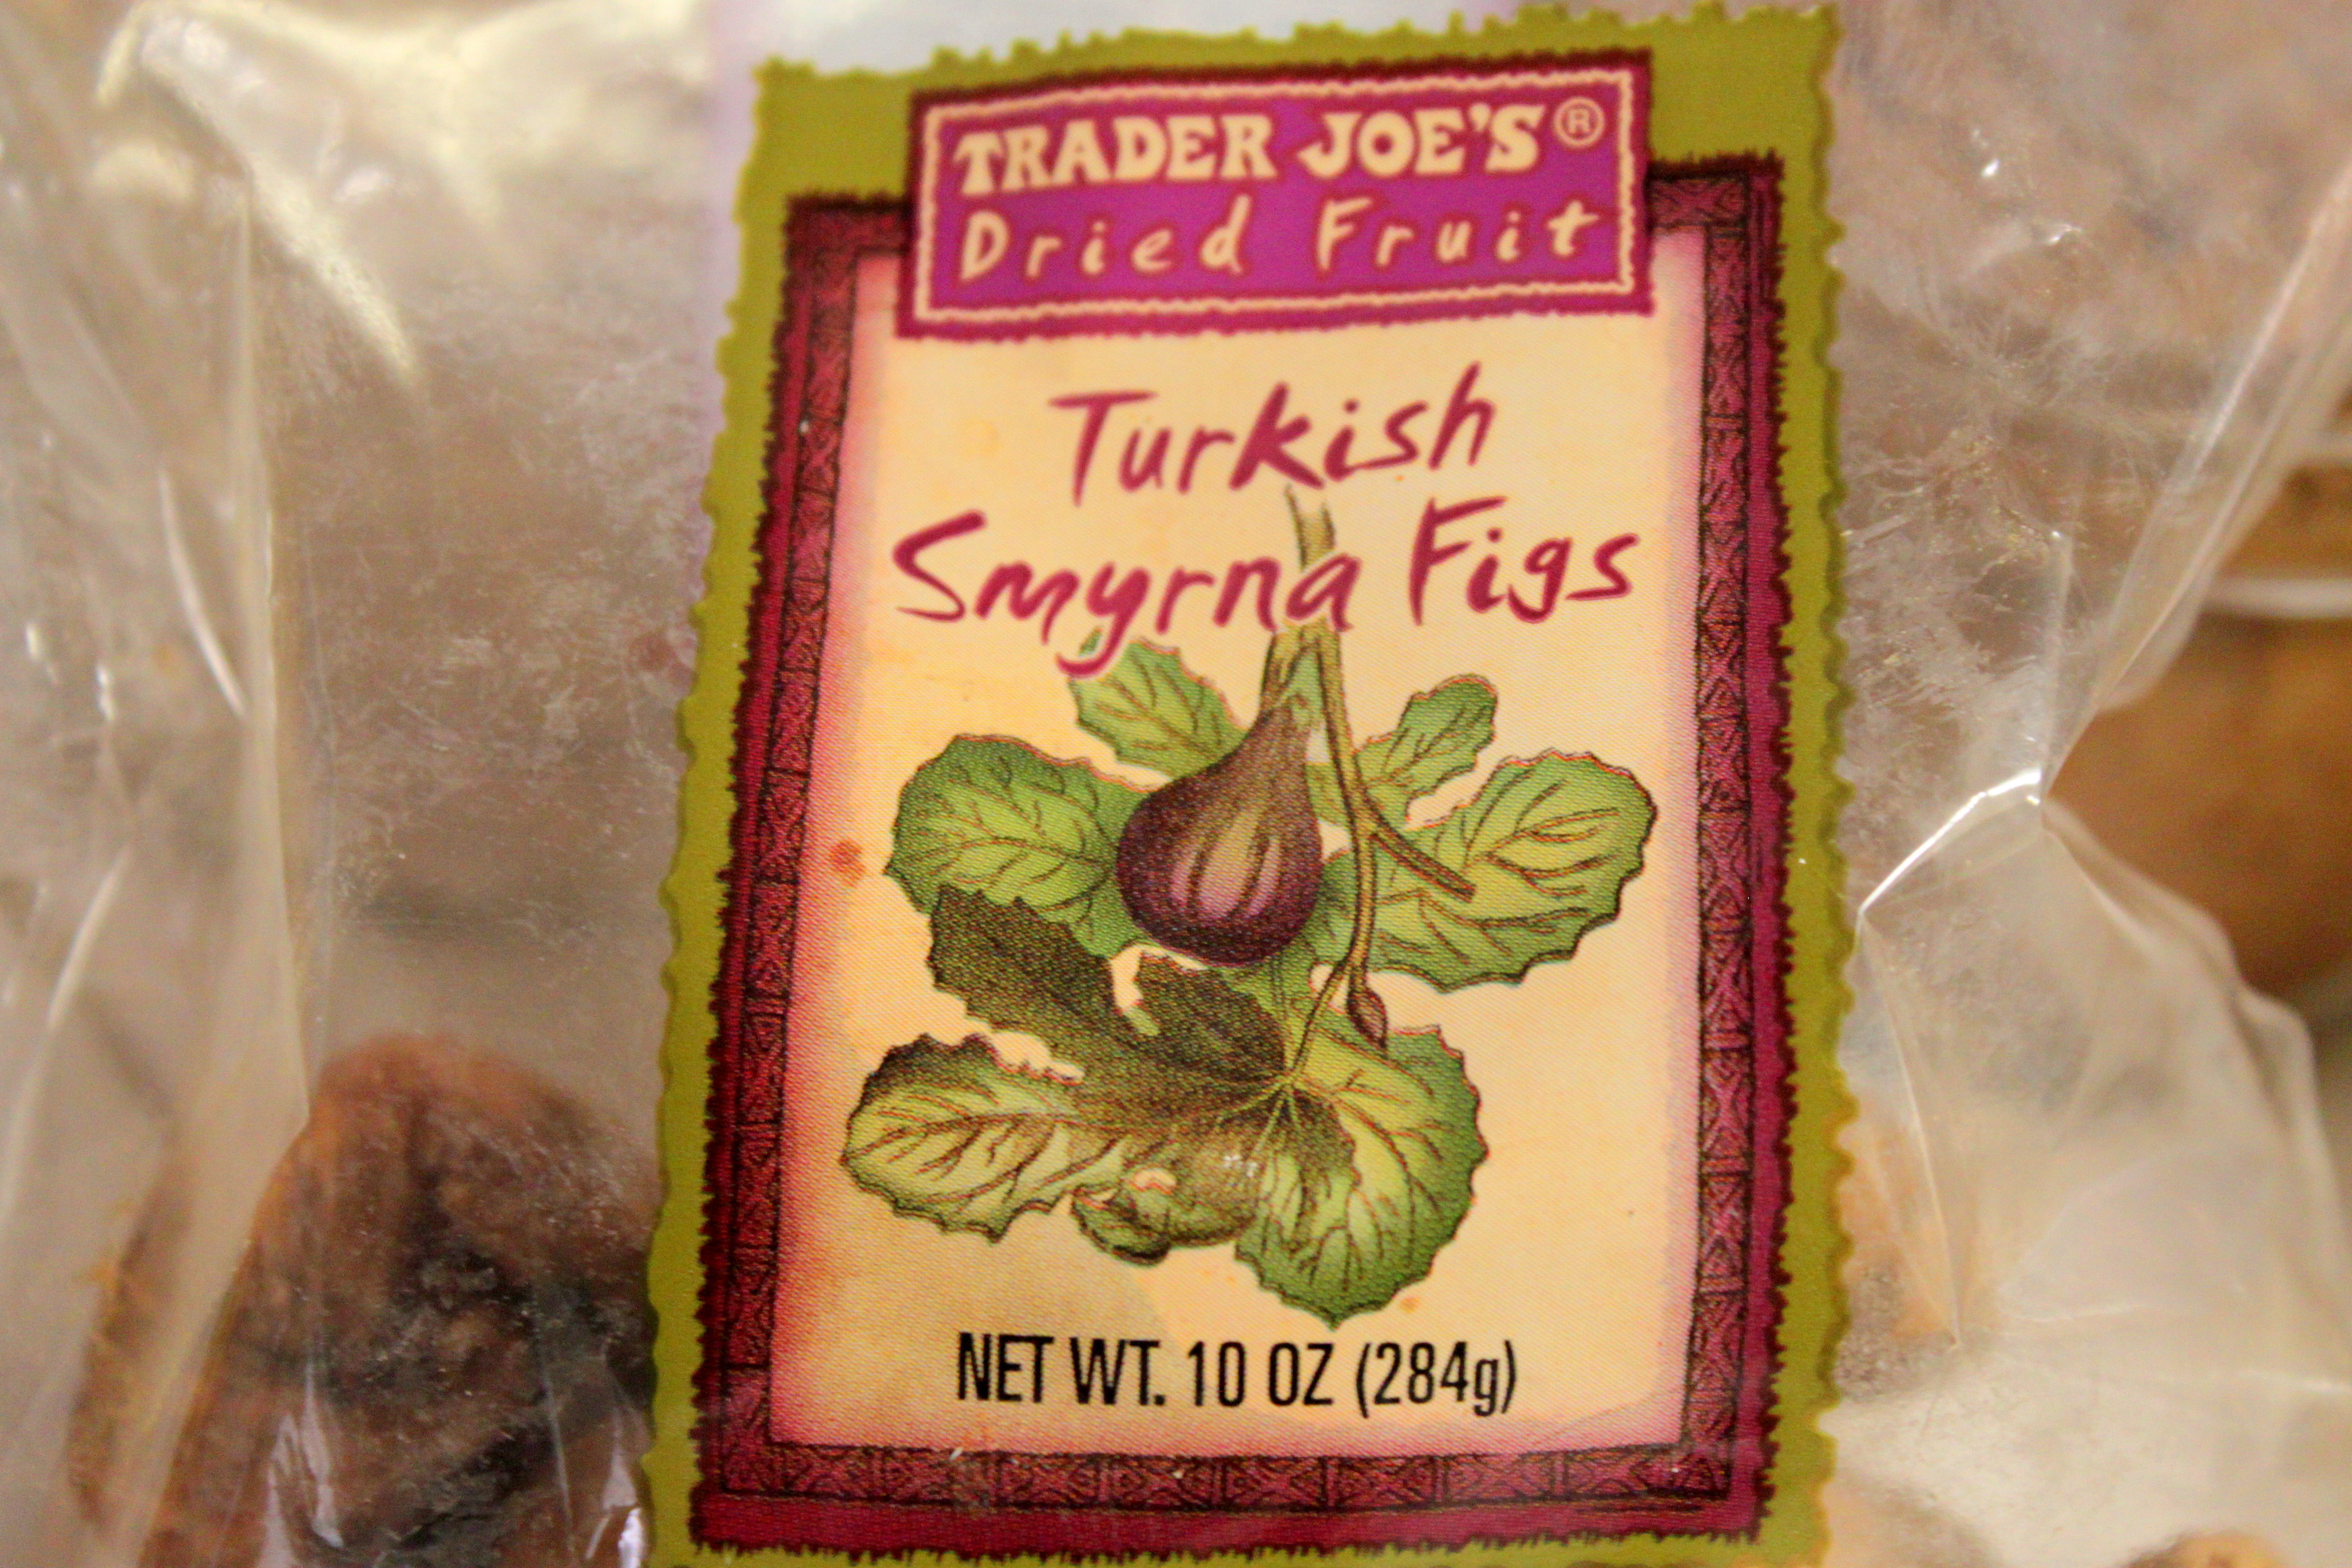 TRADER JOE'S®
Dried Fruit
Turkish
Smyrna Figs
NET WT. 10 OZ (284g)